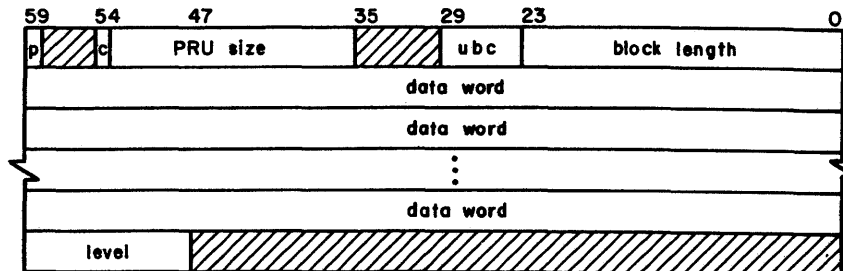 59 54 47 35 29 23 0
p c PRU size ubc block length
data word
data word
data word
level